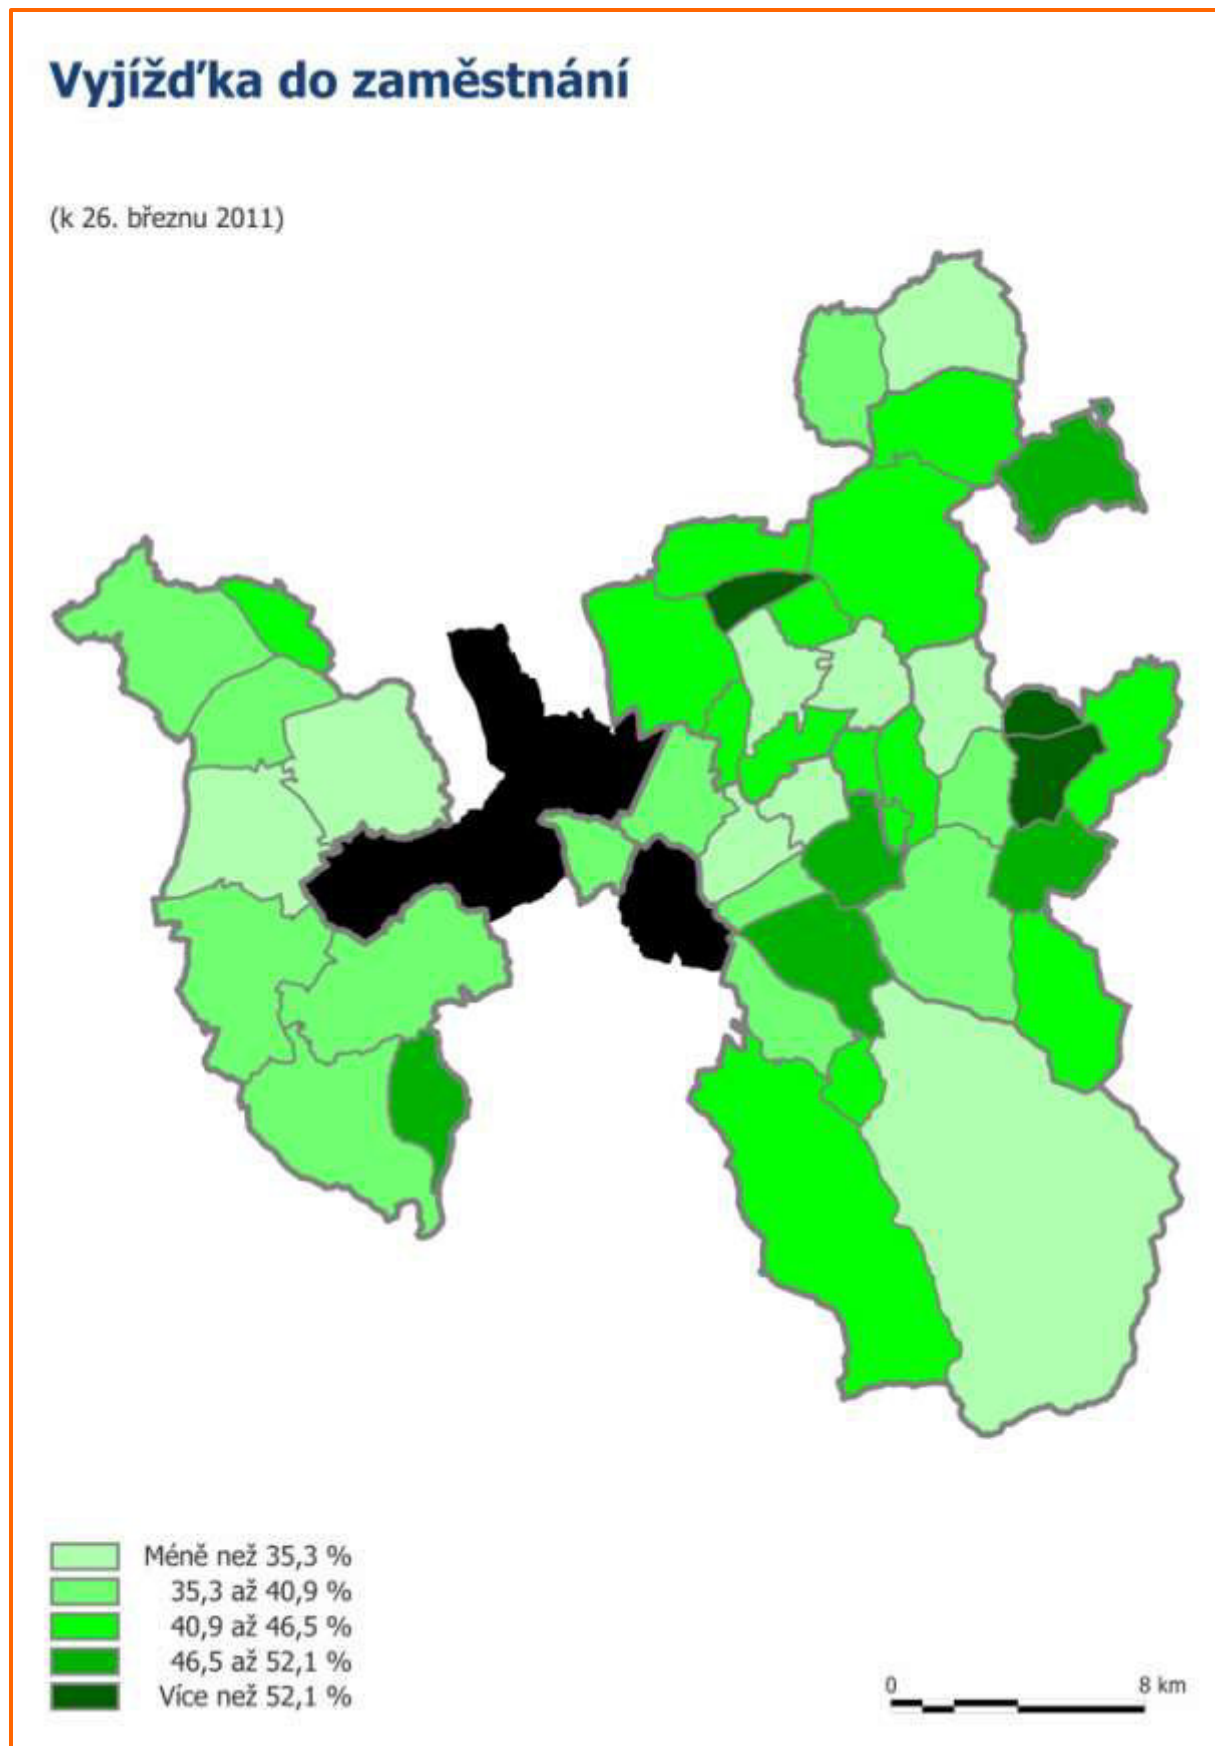 Vyjížďka do zaměstnání
(k 26. březnu 2011)
Méně než 35,3 %
35,3 až 40,9 %
40,9 až 46,5 %
46,5 až 52,1 %
Více než 52,1 %
0 8 km